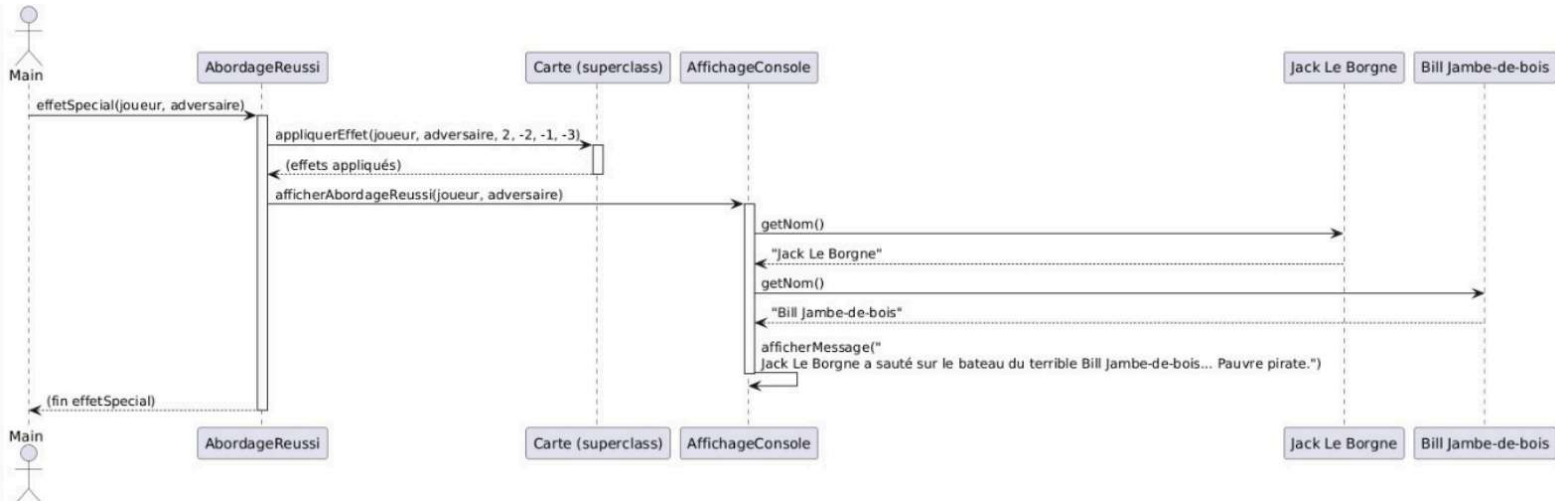 Main
AbordageReussi
Carte (superclass)
AffichageConsole
Jack Le Borgne
Bill Jambe-de-bois
effetSpecial(joueur, adversaire)
appliquerEffet(joueur, adversaire, 2, -2, -1, -3)
(effets appliqués)
afficherAbordageReussi(joueur, adversaire)
getNom()
"Jack Le Borgne"
getNom()
"Bill Jambe-de-bois"
afficherMessage("
Jack Le Borgne a sauté sur le bateau du terrible Bill Jambe-de-bois... Pauvre pirate.")
(fin effetSpecial)
Main
AbordageReussi
Carte (superclass)
AffichageConsole
Jack Le Borgne
Bill Jambe-de-bois